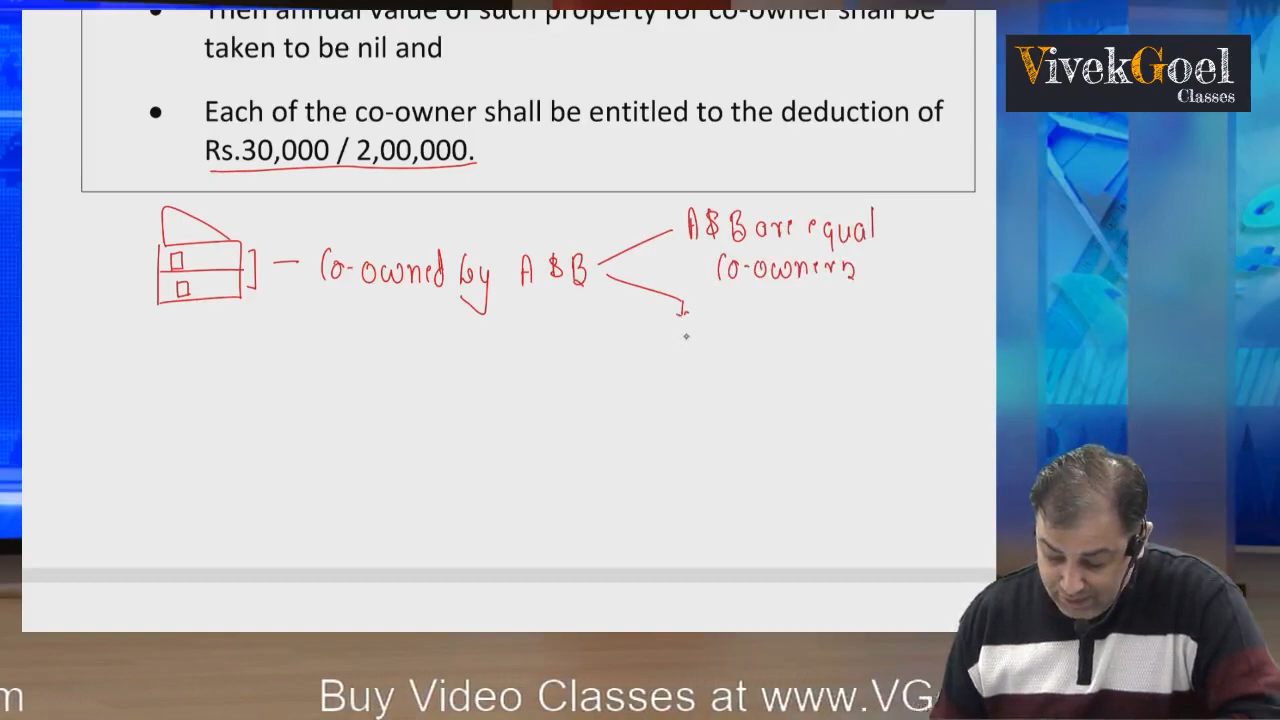 Then annual value of such property for co-owner shall be
taken to be nil and
• Each of the co-owner shall be entitled to the deduction of
Rs.30,000 / 2,00,000.
VivekGoel
Classes
— Co-owned by A & B
A & B are equal
Co-owners
m
Buy Video Classes at www.VG